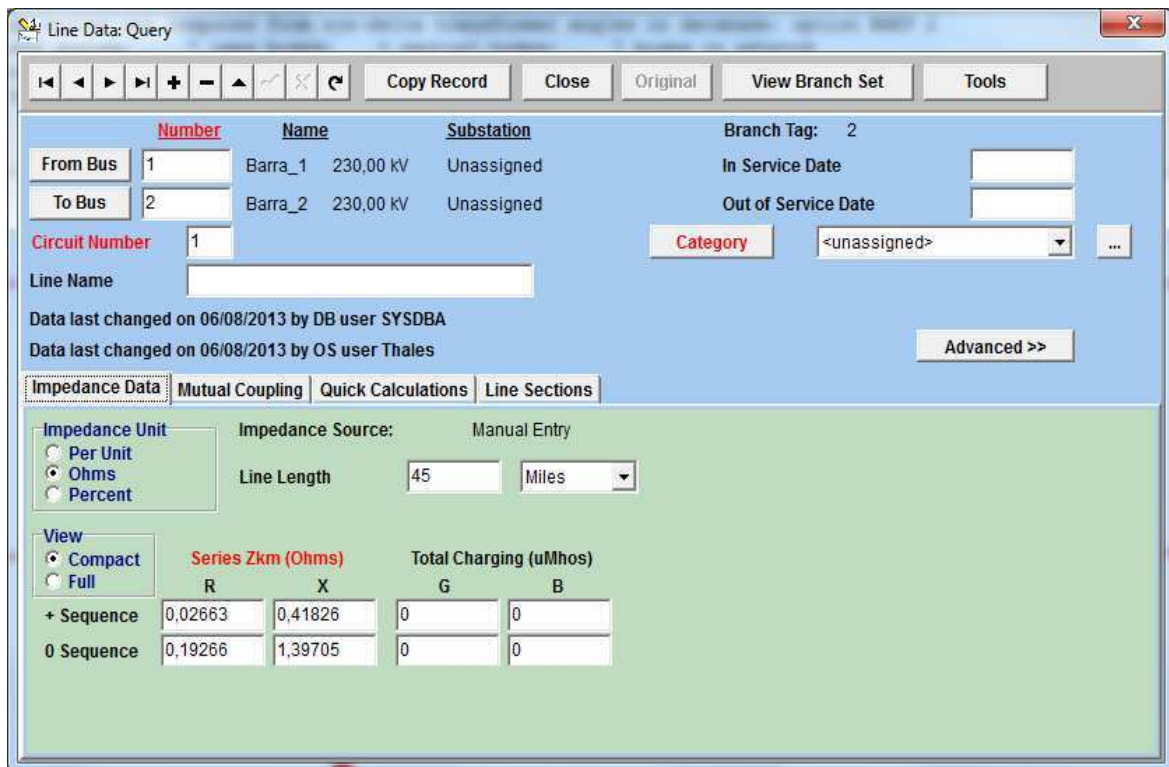 Line Data: Query
Copy Record Close Original View Branch Set Tools
Number Name Substation Branch Tag: 2
From Bus 1 Barra_1 230,00 kV Unassigned In Service Date
To Bus 2 Barra_2 230,00 kV Unassigned Out of Service Date
Circuit Number 1 Category <unassigned> ...
Line Name
Data last changed on 06/08/2013 by DB user SYSDBA
Data last changed on 06/08/2013 by OS user Thales Advanced >>
Impedance Data Mutual Coupling Quick Calculations Line Sections
Impedance Unit Impedance Source: Manual Entry
Per Unit
Ohms Line Length 45 Miles
Percent
View
Compact Series Zkm (Ohms) Total Charging (uMhos)
Full R X G B
+ Sequence 0,02663 0,41826 0 0
0 Sequence 0,19266 1,39705 0 0